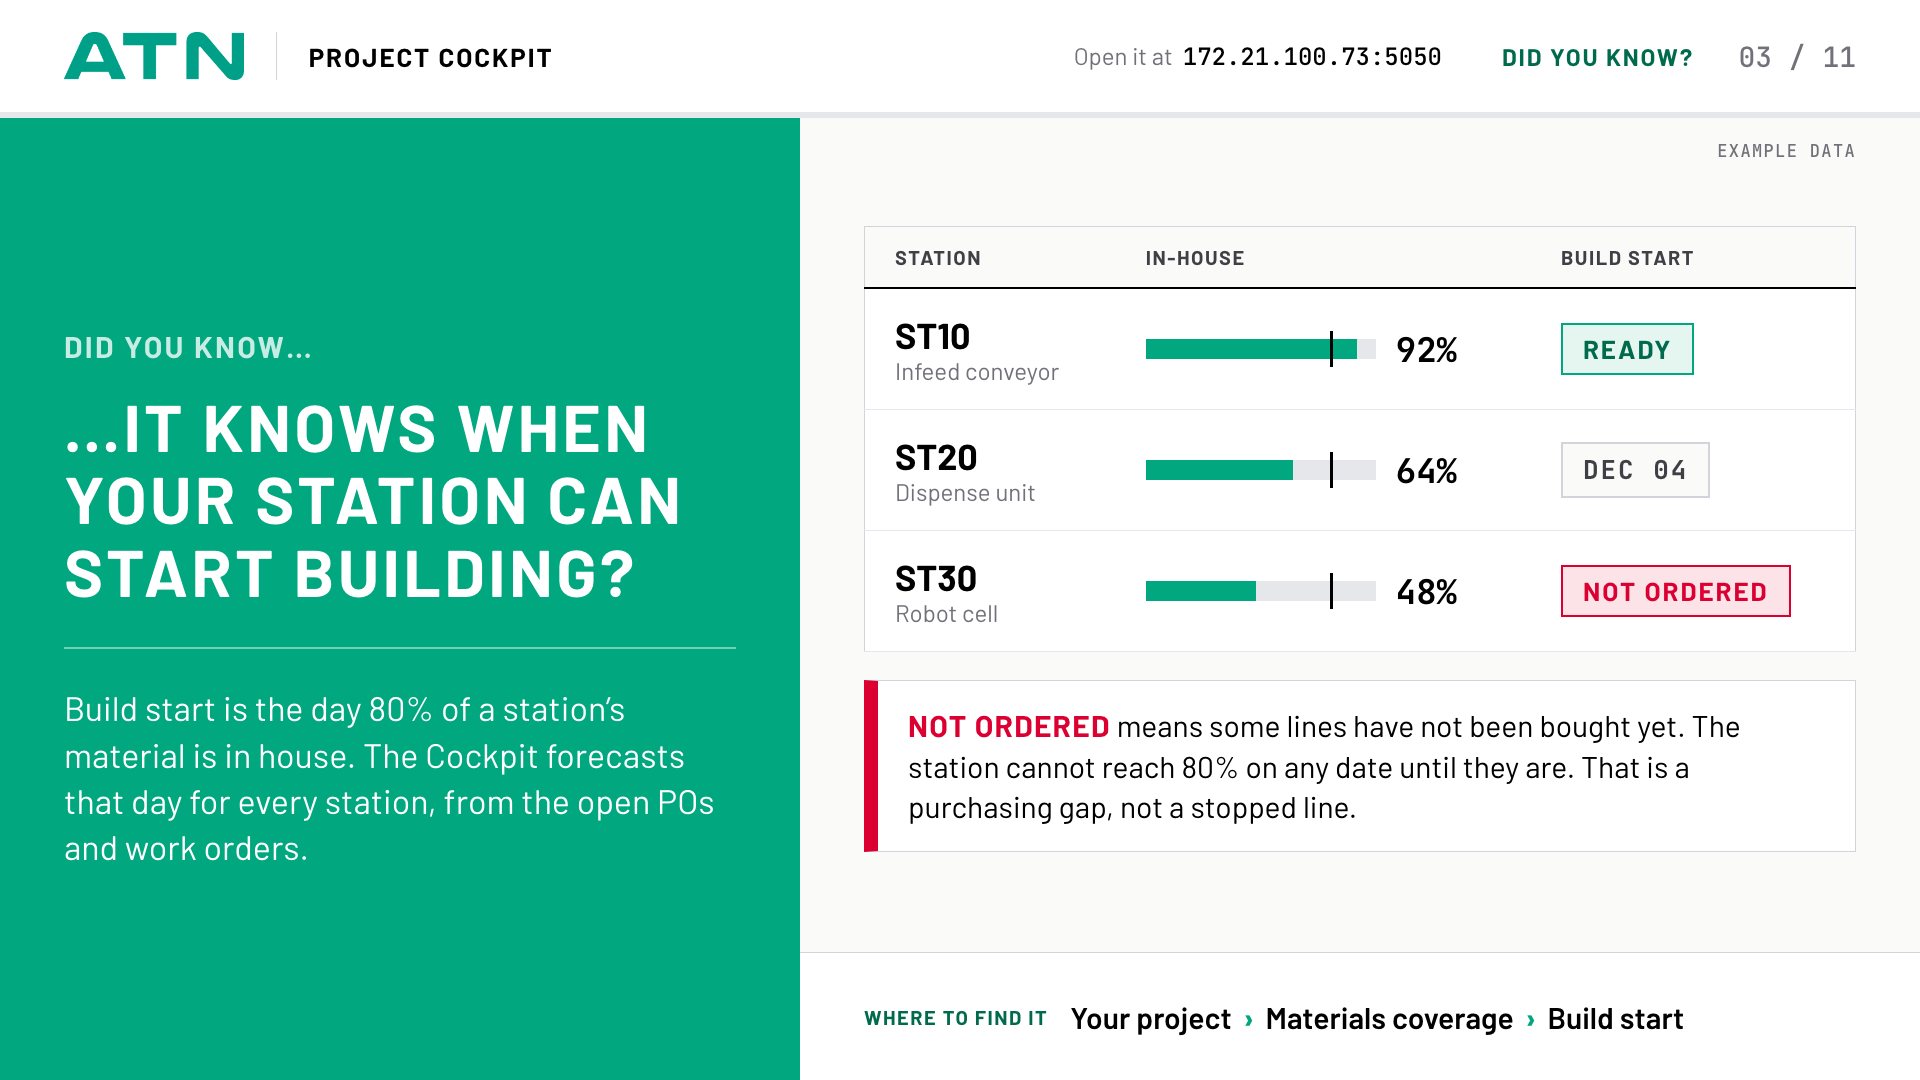 ATN
PROJECT COCKPIT
Open it at 172.21.100.73:5050
DID YOU KNOW?
03 / 11
DID YOU KNOW...
...IT KNOWS WHEN
YOUR STATION CAN
START BUILDING?
Build start is the day 80% of a station’s
material is in house. The Cockpit forecasts
that day for every station, from the open POs
and work orders.
EXAMPLE DATA
STATION IN-HOUSE BUILD START
ST10
Infeed conveyor
92%
READY
ST20
Dispense unit
64%
DEC 04
ST30
Robot cell
48%
NOT ORDERED
NOT ORDERED means some lines have not been bought yet. The
station cannot reach 80% on any date until they are. That is a
purchasing gap, not a stopped line.
WHERE TO FIND IT Your project › Materials coverage › Build start